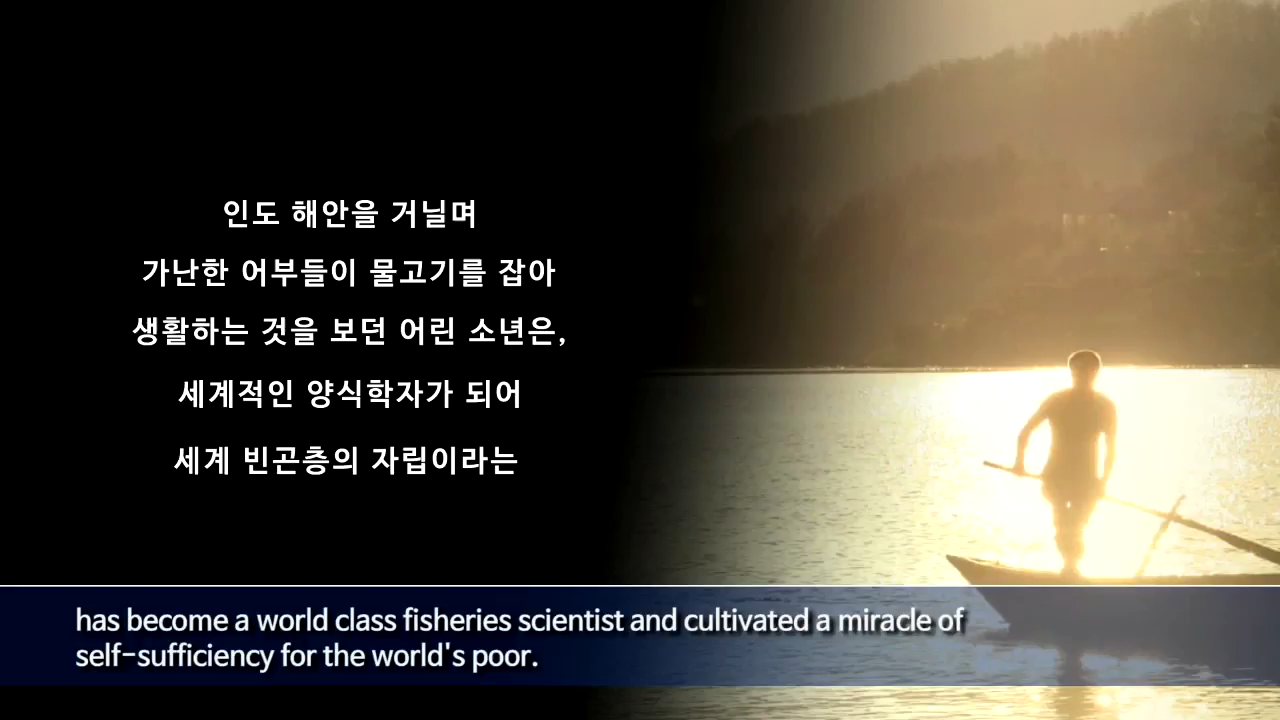 인도 해안을 거닐며
가난한 어부들이 물고기를 잡아
생활하는 것을 보던 어린 소년은,
세계적인 양식학자가 되어
세계 빈곤층의 자립이라는
has become a world class fisheries scientist and cultivated a miracle of
self-sufficiency for the world's poor.